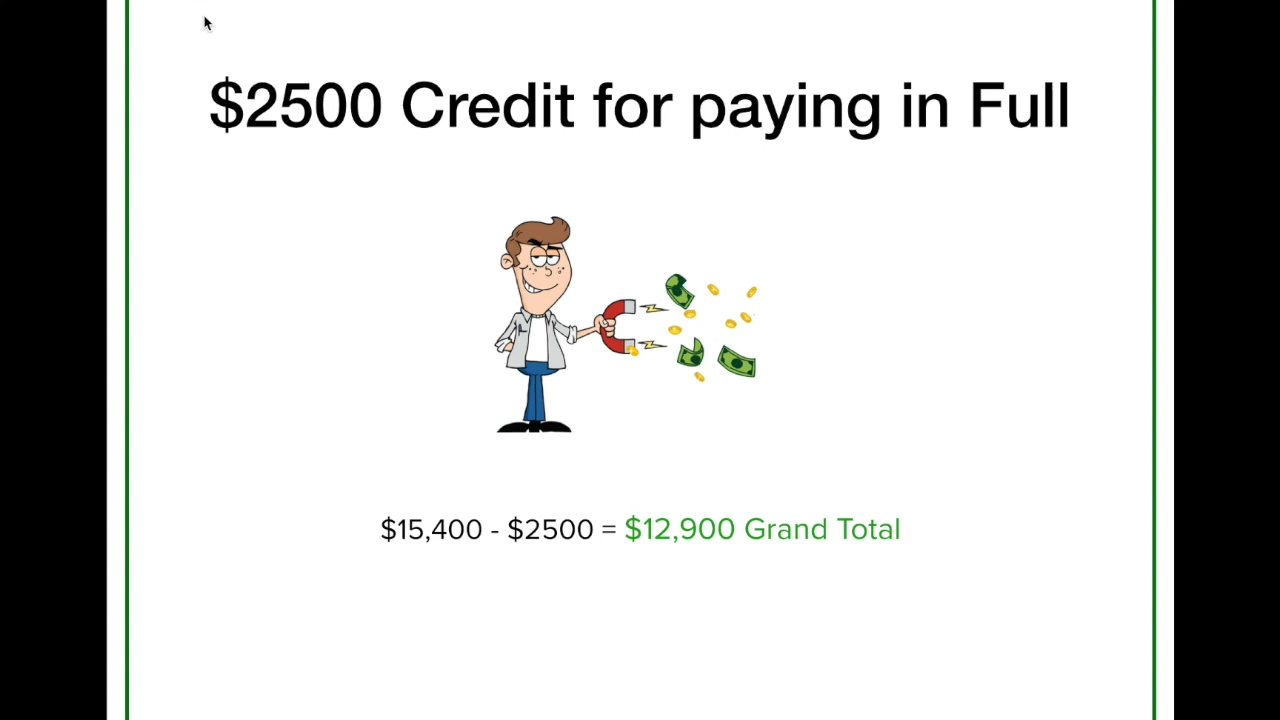 $2500 Credit for paying in Full
$15,400 - $2500 = $12,900 Grand Total